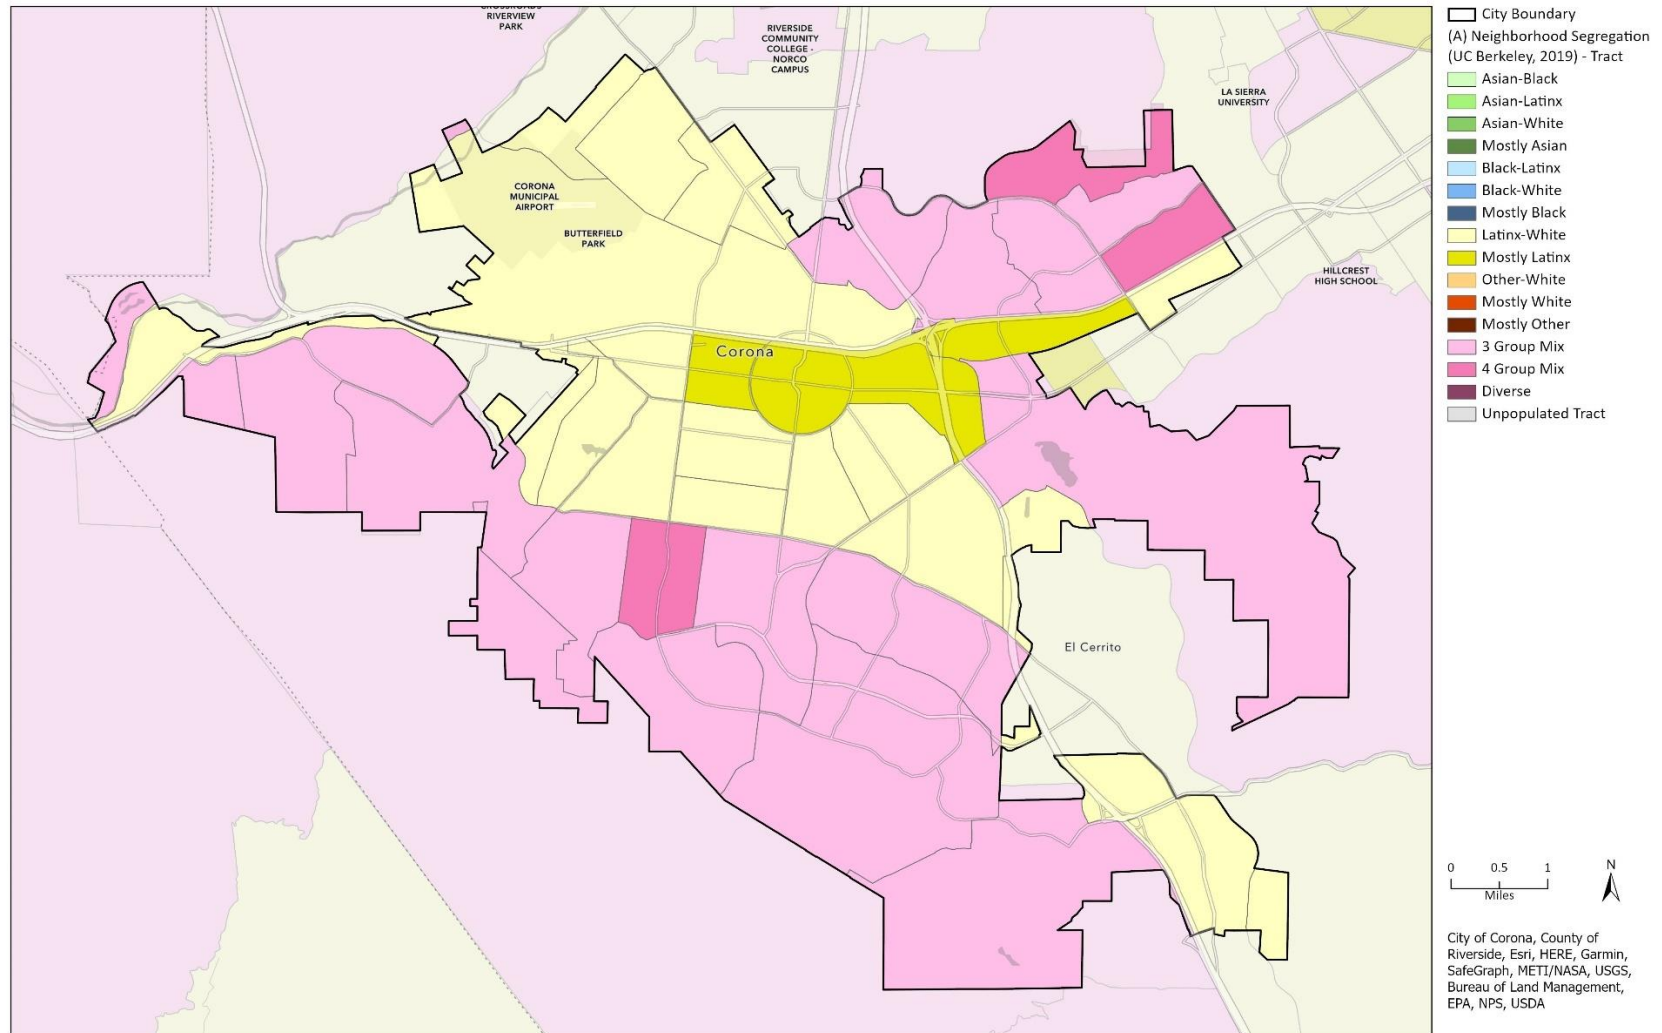 CROSSROADS
RIVERVIEW
PARK
RIVERSIDE
COMMUNITY
COLLEGE -
NORCO
CAMPUS
LA SIERRA
UNIVERSITY
CORONA
MUNICIPAL
AIRPORT
BUTTERFIELD
PARK
HILLCREST
HIGH SCHOOL
Corona
El Cerrito
City Boundary
(A) Neighborhood Segregation
(UC Berkeley, 2019) - Tract
Asian-Black
Asian-Latinx
Asian-White
Mostly Asian
Black-Latinx
Black-White
Mostly Black
Latinx-White
Mostly Latinx
Other-White
Mostly White
Mostly Other
3 Group Mix
4 Group Mix
Diverse
Unpopulated Tract
0 0.5 1
Miles
N
City of Corona, County of
Riverside, Esri, HERE, Garmin,
SafeGraph, METI/NASA, USGS,
Bureau of Land Management,
EPA, NPS, USDA